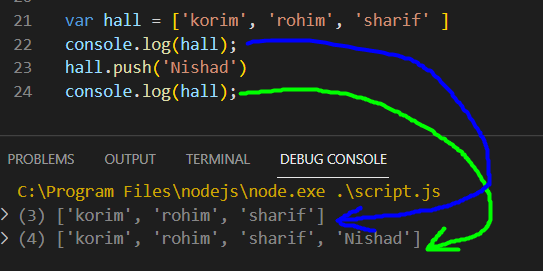 21 var hall = ['korim', 'rohim', 'sharif' ]
22 console.log(hall);
23 hall.push('Nishad')
24 console.log(hall);
PROBLEMS OUTPUT TERMINAL DEBUG CONSOLE
C:\Program Files\nodejs\node.exe .\script.js
> (3) ['korim', 'rohim', 'sharif']
> (4) ['korim', 'rohim', 'sharif', 'Nishad']